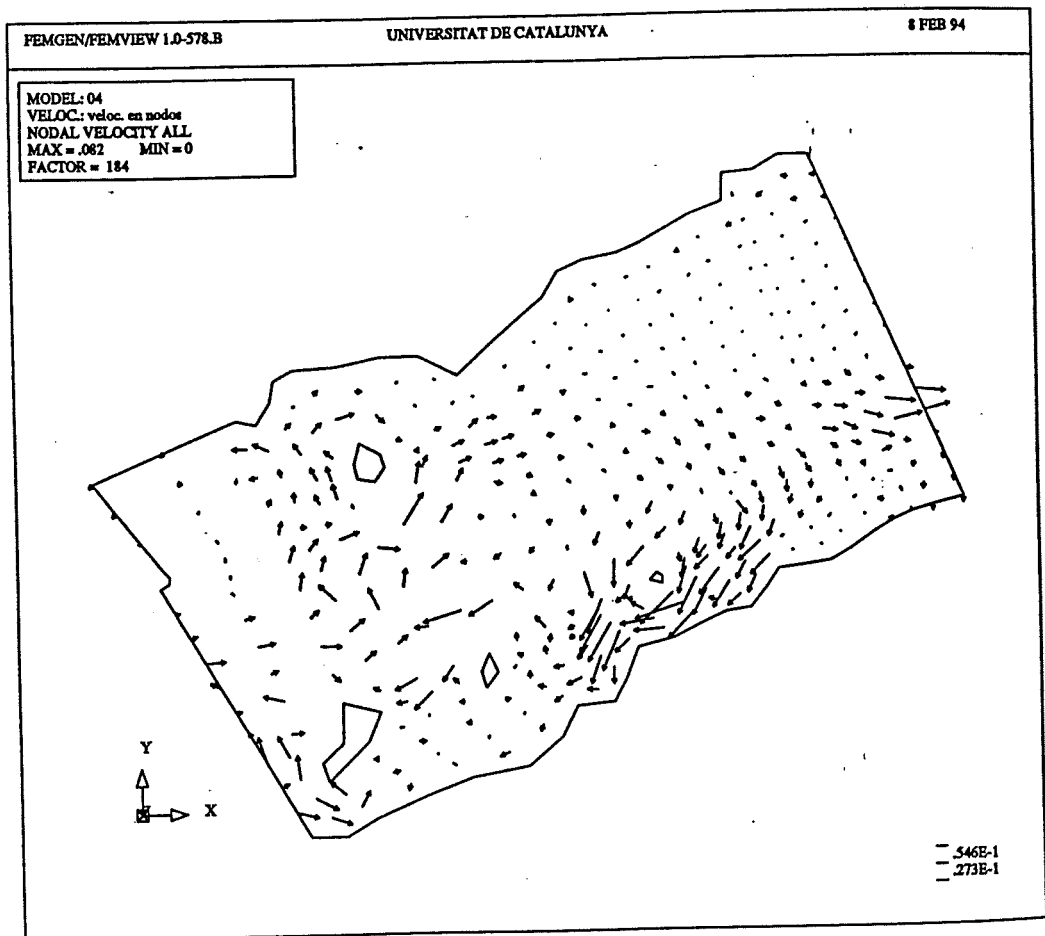 FEMGEN/FEMVIEW 1.0-578.B
UNIVERSITAT DE CATALUNYA
8 FEB 94
MODEL: 04
VELOC.: veloc. en nodos
NODAL VELOCITY ALL
MAX = .082 MIN = 0
FACTOR = 184
Y
X
.546E-1
.273E-1